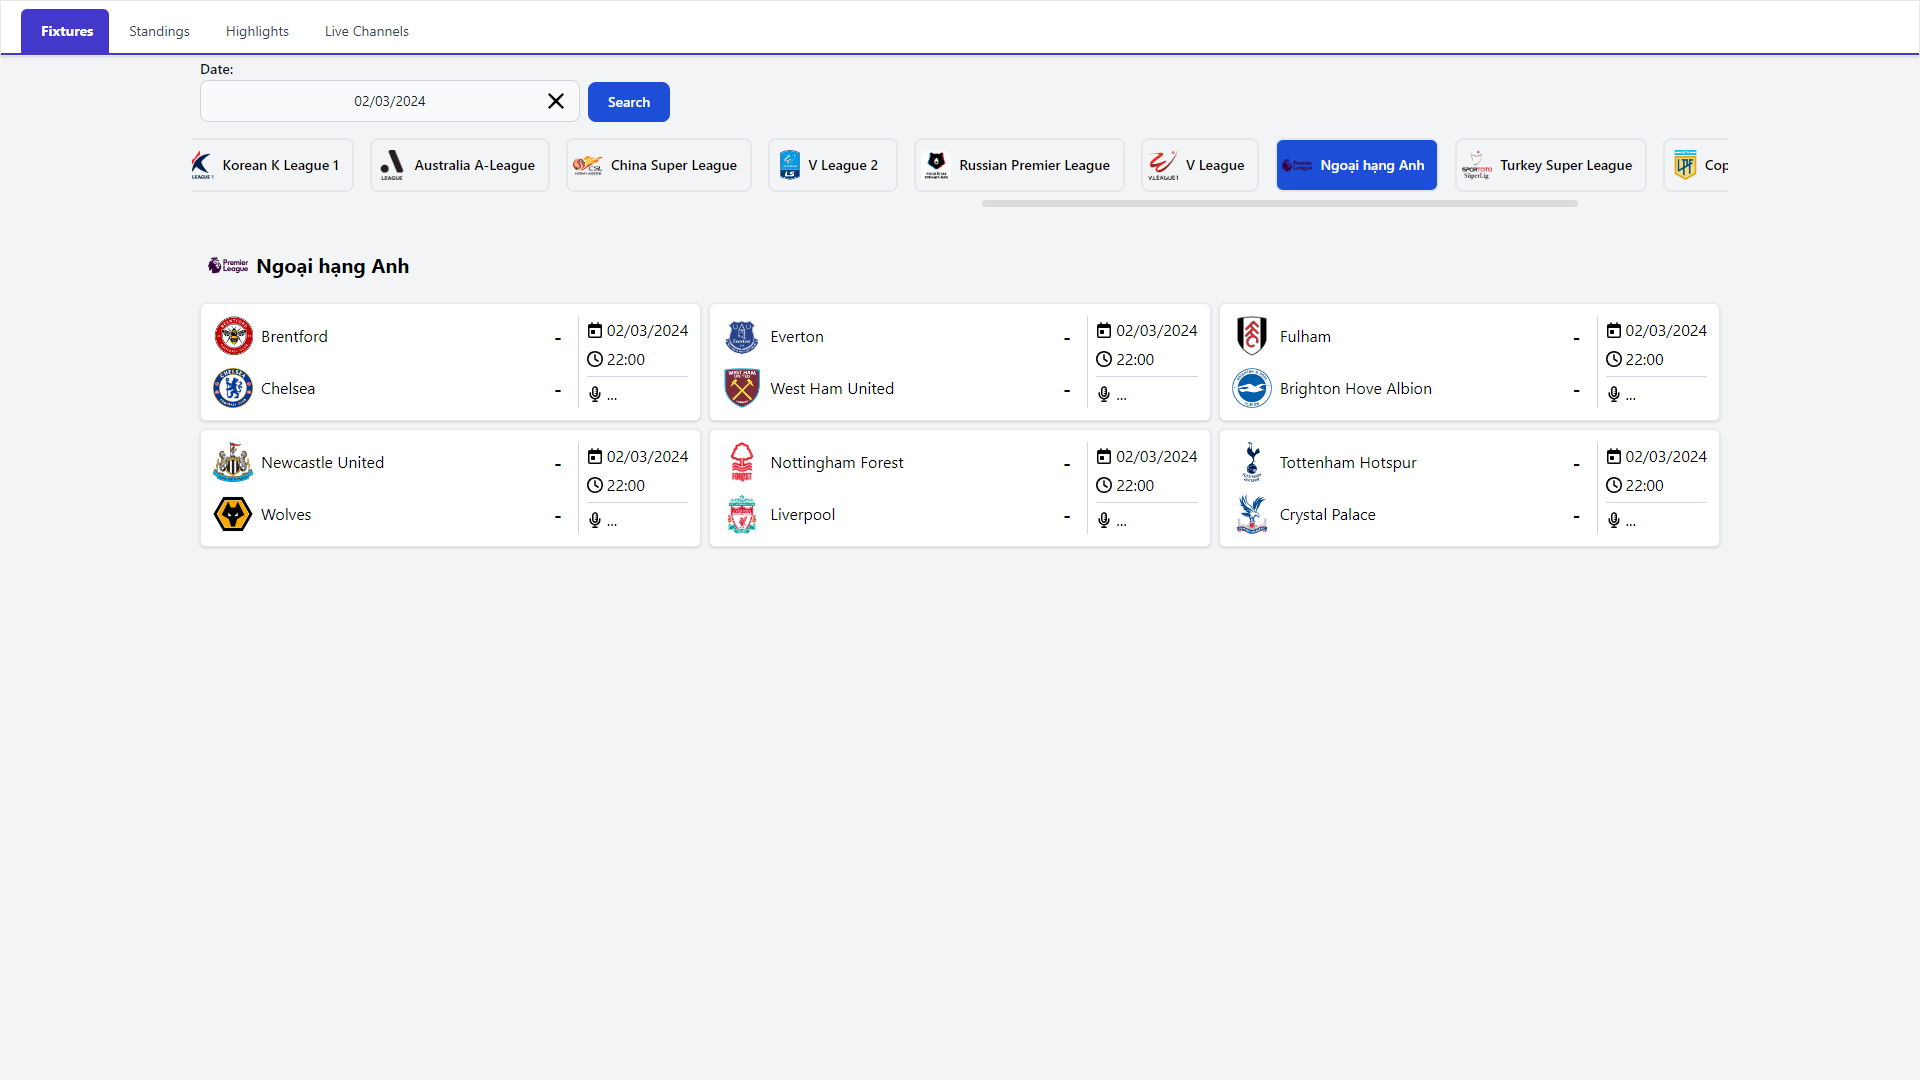 Fixtures
Standings
Highlights
Live Channels
Date:
02/03/2024
Search
Korean K League 1
Australia A-League
China Super League
V League 2
Russian Premier League
V League
Ngoại hạng Anh
Turkey Super League
Cop
Premier League
Ngoại hạng Anh
Brentford -
Chelsea -
02/03/2024
22:00
...
Everton -
West Ham United -
02/03/2024
22:00
...
Fulham -
Brighton Hove Albion -
02/03/2024
22:00
...
Newcastle United -
Wolves -
02/03/2024
22:00
...
Nottingham Forest -
Liverpool -
02/03/2024
22:00
...
Tottenham Hotspur -
Crystal Palace -
02/03/2024
22:00
...